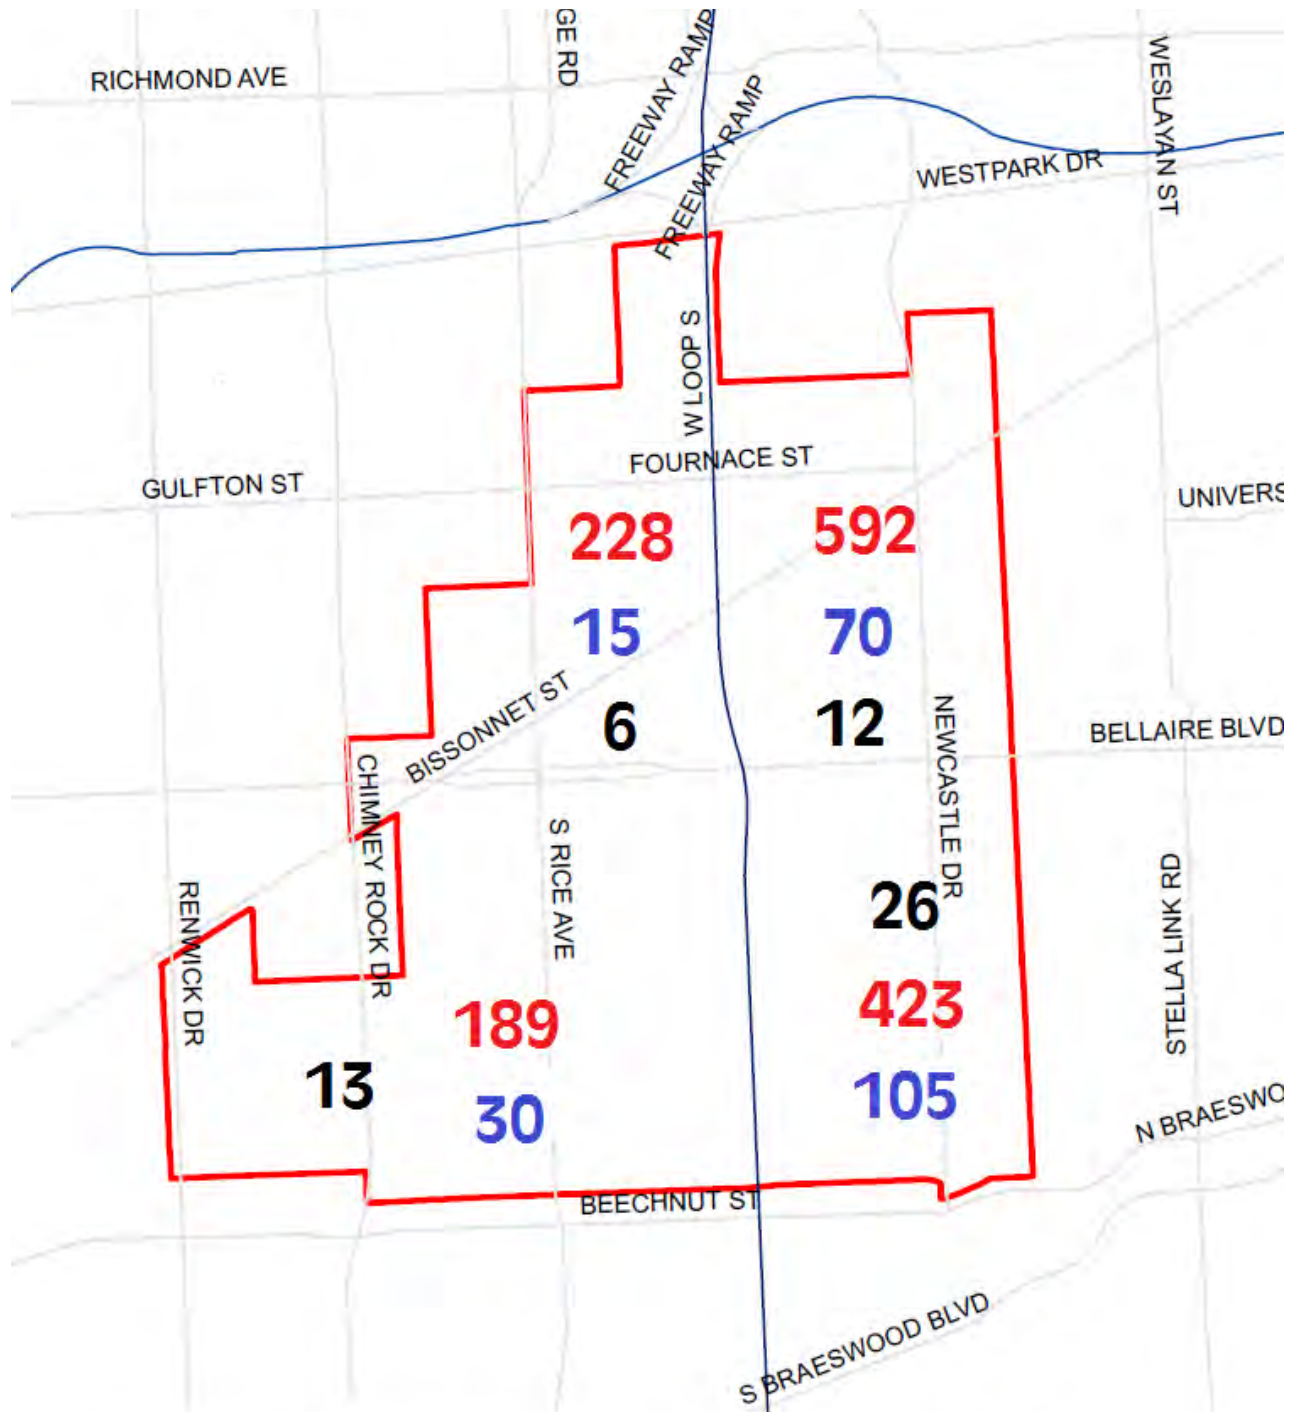 GE RD
FREEWAY RAMP
WESLAYAN ST
RICHMOND AVE
FREEWAY RAMP
WESTPARK DR
W LOOP S
FOURNACE ST
GULFTON ST
UNIVERS
228
592
15
70
BISSONNET ST
6
12
NEWCASTLE DR
BELLAIRE BLVD
CHIMNEY ROCK DR
S RICE AVE
RENWICK DR
26
STELLA LINK RD
189
423
13
30
105
N BRAESWO
BEECHNUT ST
S BRAESWOOD BLVD